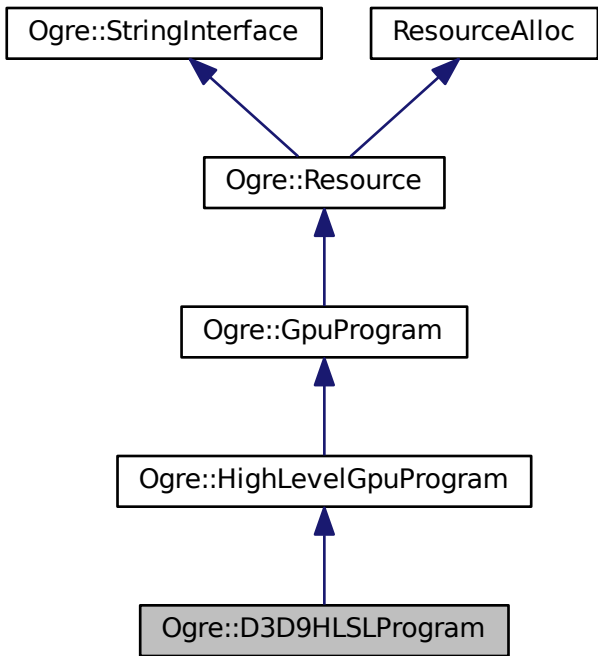 Ogre::StringInterface
ResourceAlloc
Ogre::Resource
Ogre::GpuProgram
Ogre::HighLevelGpuProgram
Ogre::D3D9HLSLProgram